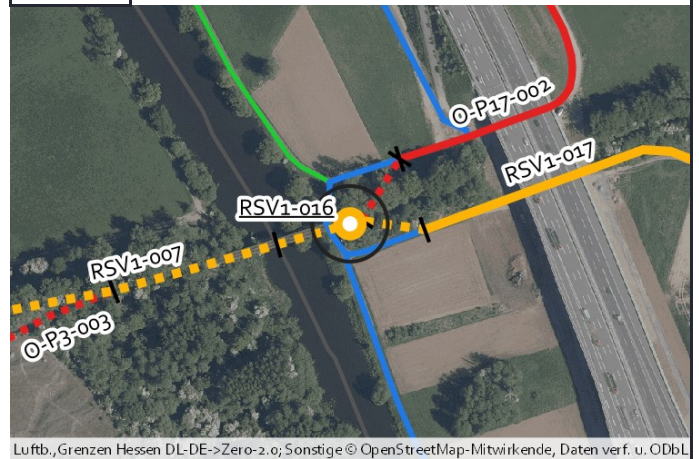 O-P17-002
RSV1-017
RSV1-016
RSV1-007
O-P3-003
Luftb.,Grenzen Hessen DL-DE->Zero-2.0; Sonstige © OpenStreetMap-Mitwirkende, Daten verf. u. ODbL